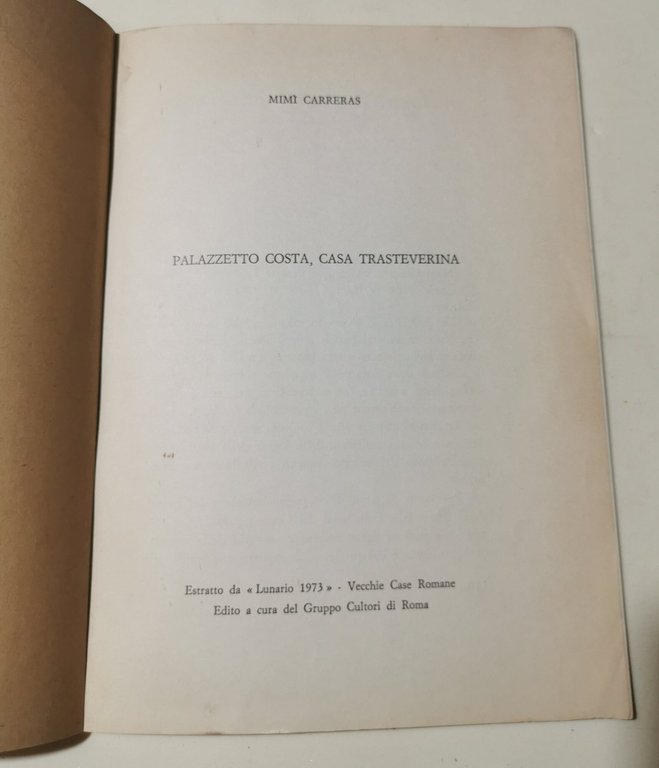 MIMÌ CARRERAS
PALAZZETTO COSTA, CASA TRASTEVERINA
Estratto da « Lunario 1973 » - Vecchie Case Romane
Edito a cura del Gruppo Cultori di Roma